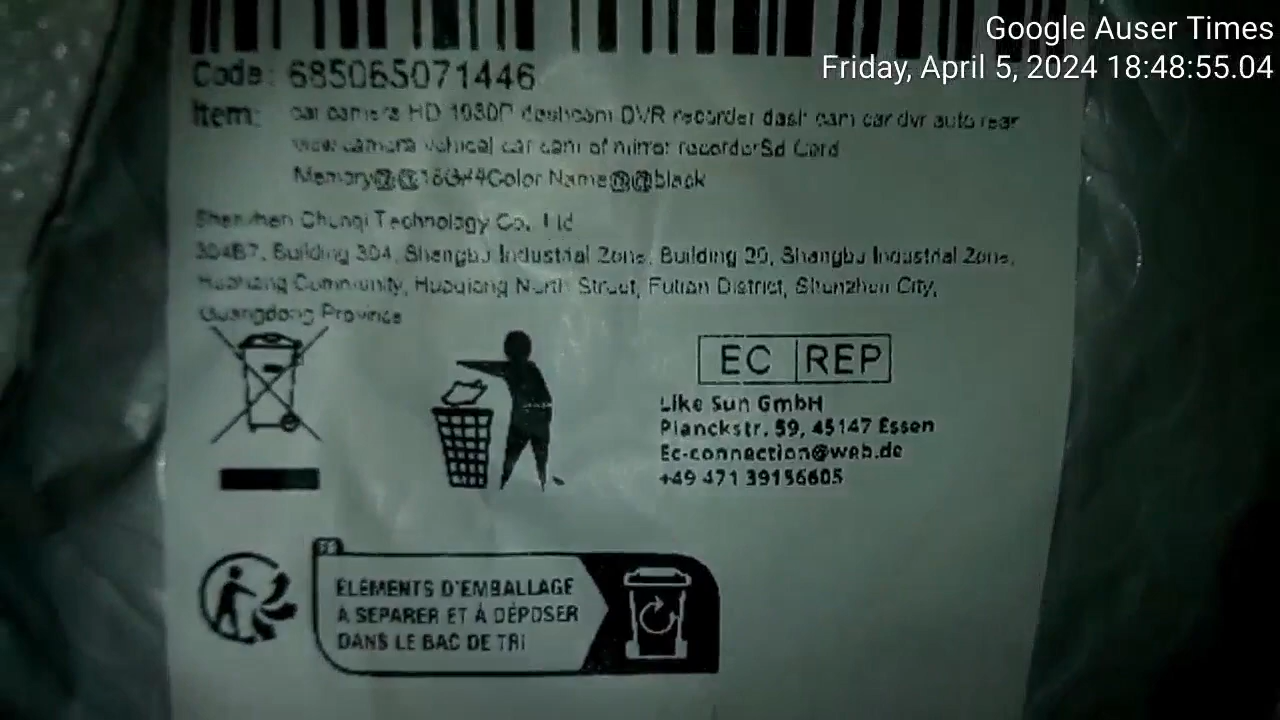 Google Auser Times
Friday, April 5, 2024 18:48:55.04
Code: 685065071446
Item: car camera HD 1080P dashcam DVR recorder dash cam car dvr auto rear
view camera vehical car cam of mirror recorderSd Card
Memory@@16G#4Color Name@@black
Shenzhen Chunqi Technology Co., Ltd
304B7, Building 304, Shangbu Industrial Zone, Building 20, Shangbu Industrial Zone,
Huahang Community, Huaqiang North Street, Futian District, Shenzhen City,
Guangdong Province
EC REP
Like Sun GmbH
Planckstr. 59, 45147 Essen
Ec-connection@web.de
+49 471 39156605
FR
ÉLÉMENTS D'EMBALLAGE
À SÉPARER ET À DÉPOSER
DANS LE BAC DE TRI